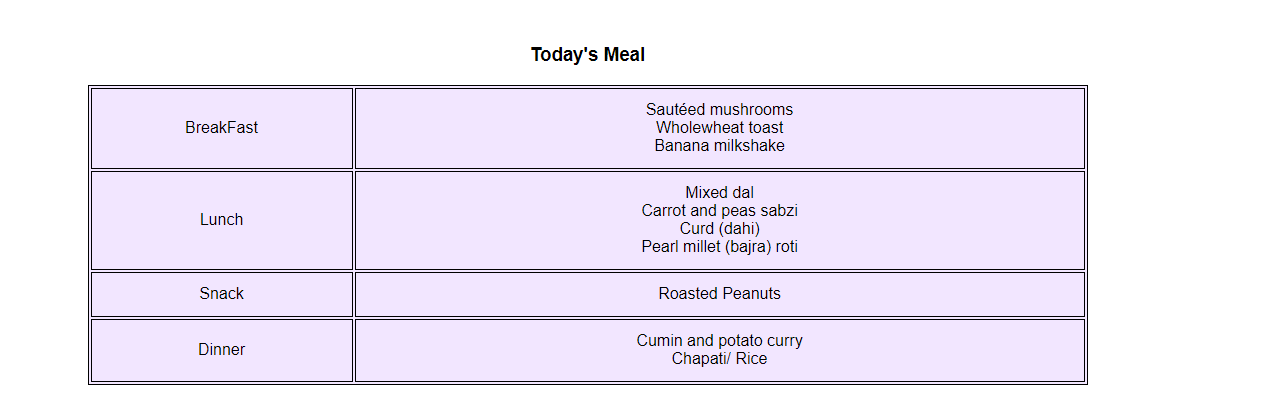 Today's Meal
BreakFast
Sautéed mushrooms
Wholewheat toast
Banana milkshake
Lunch
Mixed dal
Carrot and peas sabzi
Curd (dahi)
Pearl millet (bajra) roti
Snack
Roasted Peanuts
Dinner
Cumin and potato curry
Chapati/ Rice